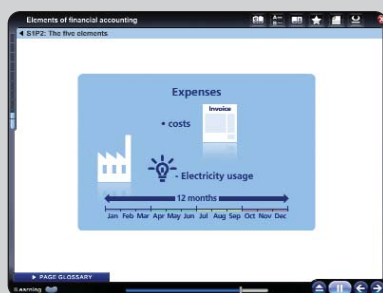 Elements of financial accounting
S1P2: The five elements
Expenses
Invoice
• costs
- Electricity usage
12 months
Jan Feb Mar Apr May Jun Jul Aug Sep Oct Nov Dec
PAGE GLOSSARY